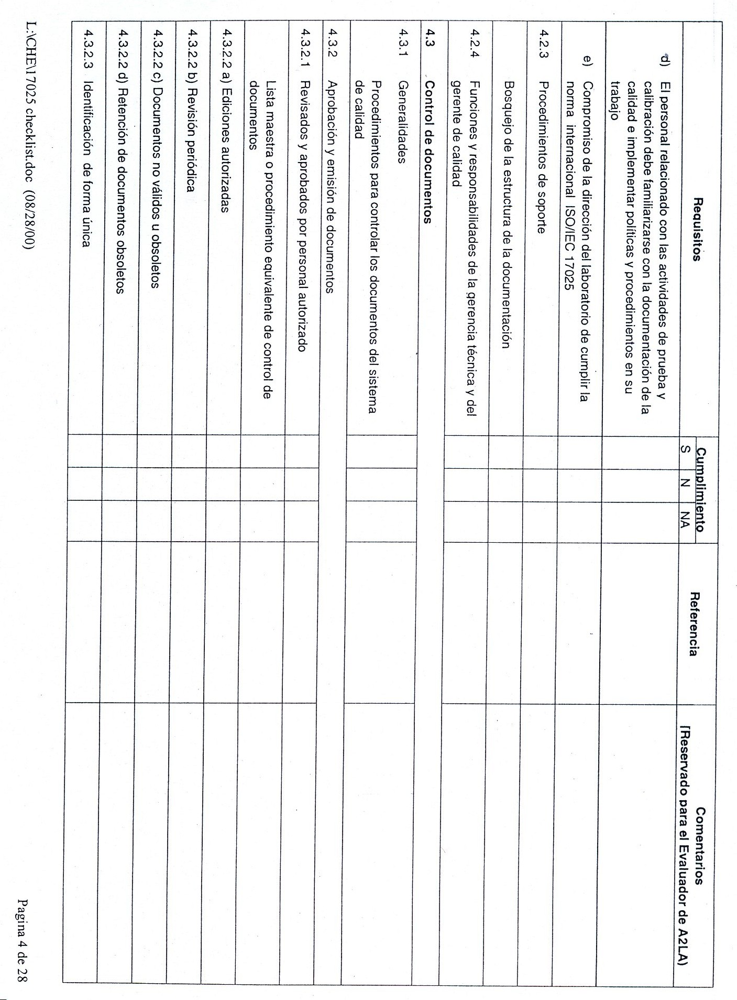 Requisitos
Cumplimiento
S N NA
Referencia
Comentarios
[Reservado para el Evaluador de A2LA)
d) El personal relacionado con las actividades de prueba y
calibración debe familiarizarse con la documentación de la
calidad e implementar políticas y procedimientos en su
trabajo
e) Compromiso de la dirección del laboratorio de cumplir la
norma internacional ISO/IEC 17025
4.2.3 Procedimientos de soporte
Bosquejo de la estructura de la documentación
4.2.4 Funciones y responsabilidades de la gerencia técnica y del
gerente de calidad
4.3 Control de documentos
4.3.1 Generalidades
Procedimientos para controlar los documentos del sistema
de calidad
4.3.2 Aprobación y emisión de documentos
4.3.2.1 Revisados y aprobados por personal autorizado
Lista maestra o procedimiento equivalente de control de
documentos
4.3.2.2 a) Ediciones autorizadas
4.3.2.2 b) Revisión periódica
4.3.2.2 c) Documentos no válidos u obsoletos
4.3.2.2 d) Retención de documentos obsoletos
4.3.2.3 Identificación de forma única
L:\CHE\17025 checklist.doc (08/28/00)
Pagina 4 de 28